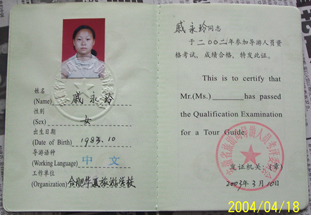 姓名
(Name) 戚永玲
性别
(Sex) 女
出生日期
(Date of Birth) 1983.10
导游语种
(Working Language) 中文
工作单位
(Organization) 合肥华夏旅游学校
戚永玲同志
于二00二年参加导游人员资
格考试，成绩合格，特发此证。
This is to certify that
Mr.(Ms.)________has passed
the Qualification Examination
for a Tour Guide.
发证机关：(章)
2003年3月10日
2004/04/18